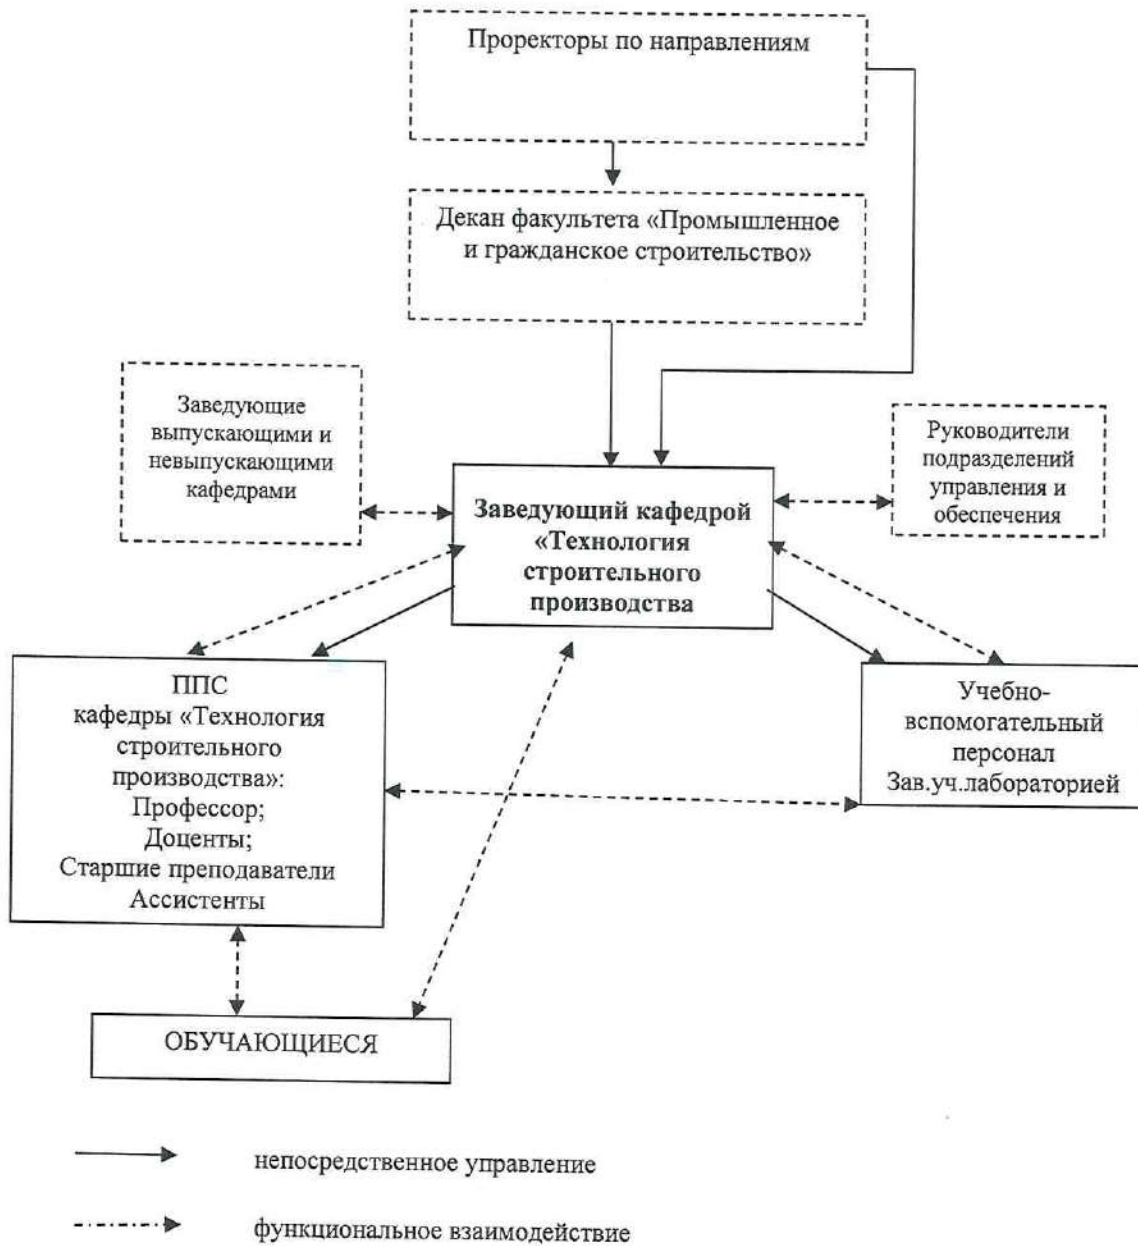 Проректоры по направлениям
Декан факультета «Промышленное
и гражданское строительство»
Заведующие
выпускающими и
невыпускающими
кафедрами
Руководители
подразделений
управления и
обеспечения
Заведующий кафедрой
«Технология
строительного
производства
ППС
кафедры «Технология
строительного
производства»:
Профессор;
Доценты;
Старшие преподаватели
Ассистенты
Учебно-
вспомогательный
персонал
Зав.уч.лабораторией
ОБУЧАЮЩИЕСЯ
непосредственное управление
функциональное взаимодействие